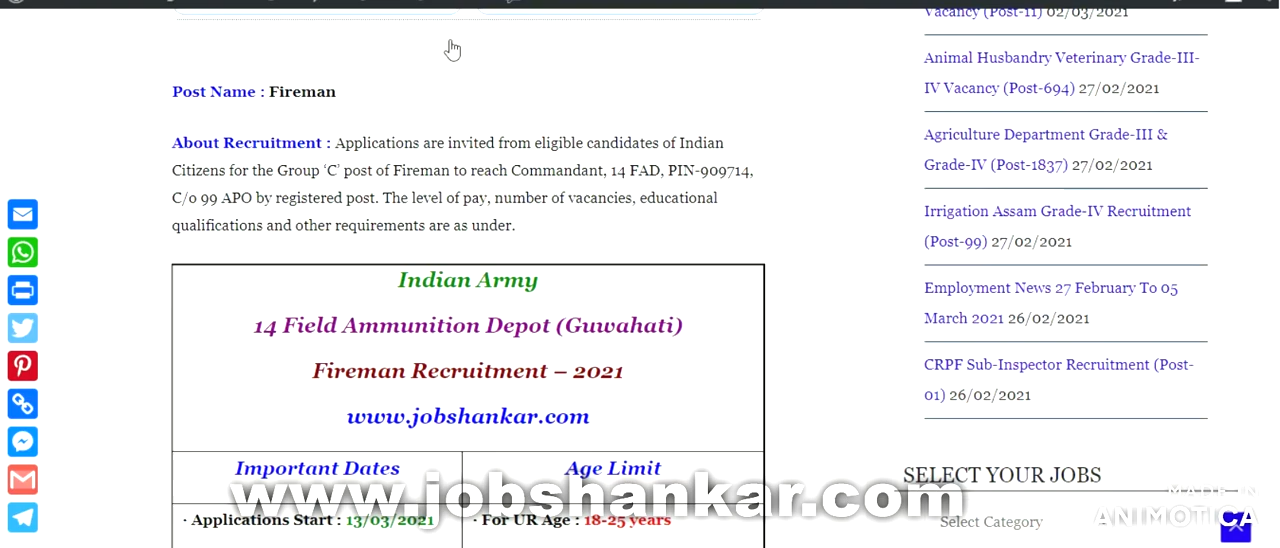 Post Name : Fireman
About Recruitment : Applications are invited from eligible candidates of Indian
Citizens for the Group ‘C’ post of Fireman to reach Commandant, 14 FAD, PIN-909714,
C/o 99 APO by registered post. The level of pay, number of vacancies, educational
qualifications and other requirements are as under.
Indian Army
14 Field Ammunition Depot (Guwahati)
Fireman Recruitment – 2021
www.jobshankar.com
Important Dates
Age Limit
· Applications Start : 13/03/2021
· For UR Age : 18-25 years
Vacancy (Post-11) 02/03/2021
Animal Husbandry Veterinary Grade-III-
IV Vacancy (Post-694) 27/02/2021
Agriculture Department Grade-III &
Grade-IV (Post-1837) 27/02/2021
Irrigation Assam Grade-IV Recruitment
(Post-99) 27/02/2021
Employment News 27 February To 05
March 2021 26/02/2021
CRPF Sub-Inspector Recruitment (Post-
01) 26/02/2021
SELECT YOUR JOBS
Select Category
www.jobshankar.com
MADE IN
ANIMOTICA